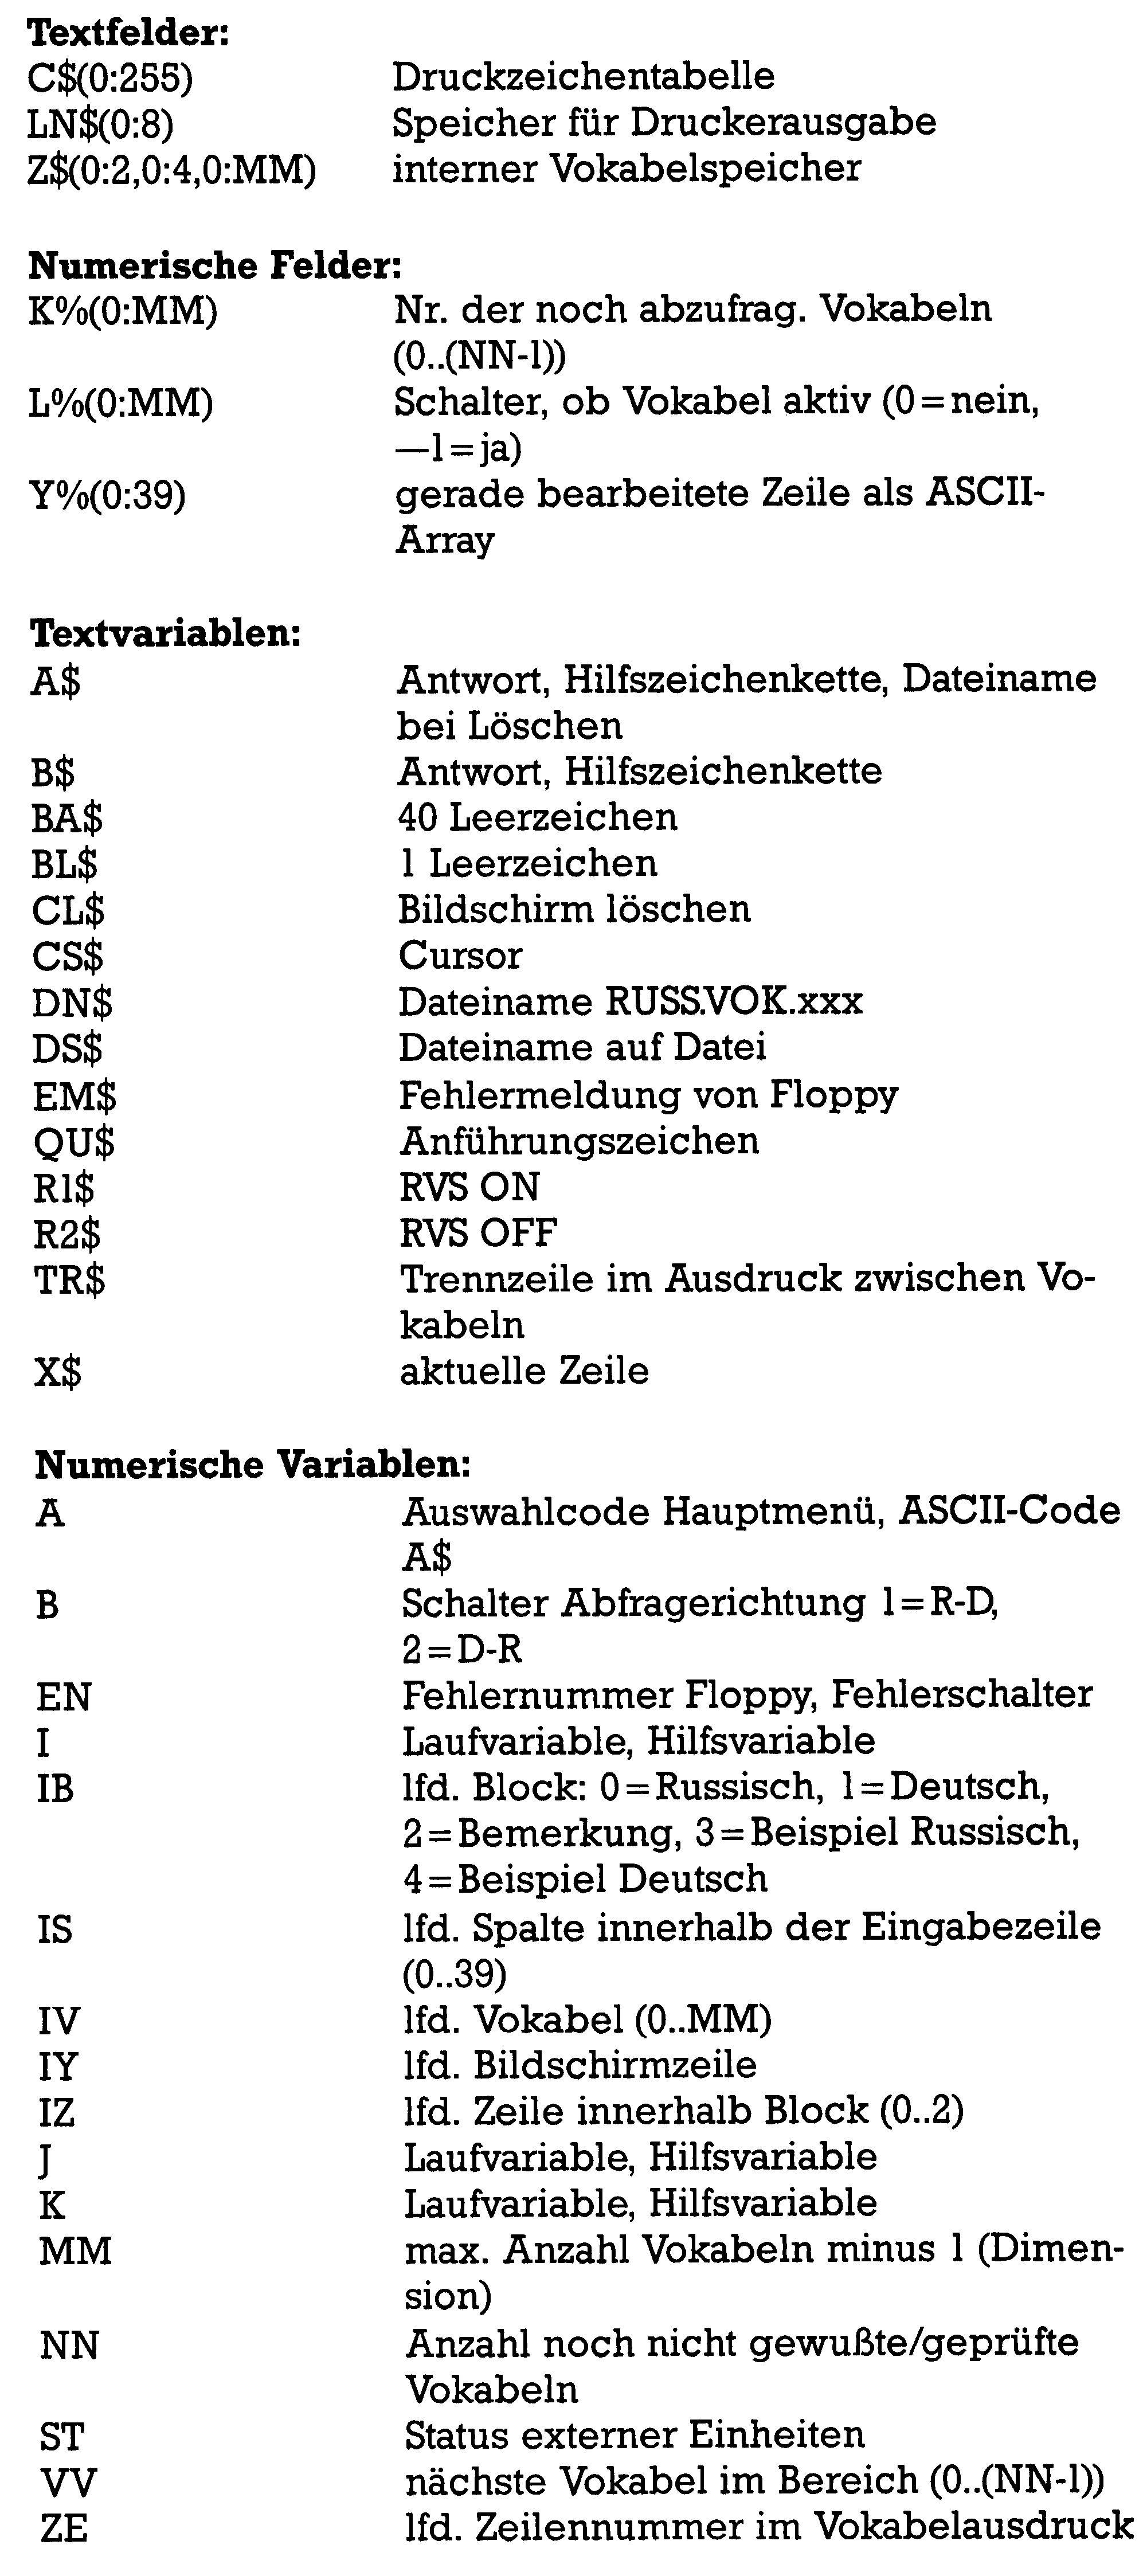 Textfelder:
C$(0:255) Druckzeichentabelle
LN$(0:8) Speicher für Druckerausgabe
Z$(0:2,0:4,0:MM) interner Vokabelspeicher
Numerische Felder:
K%(0:MM) Nr. der noch abzufrag. Vokabeln
(0..(NN-1))
L%(0:MM) Schalter, ob Vokabel aktiv (0=nein,
—1=ja)
Y%(0:39) gerade bearbeitete Zeile als ASCII-
Array
Textvariablen:
A$ Antwort, Hilfszeichenkette, Dateiname
bei Löschen
B$ Antwort, Hilfszeichenkette
BA$ 40 Leerzeichen
BL$ 1 Leerzeichen
CL$ Bildschirm löschen
CS$ Cursor
DN$ Dateiname RUSS.VOK.xxx
DS$ Dateiname auf Datei
EM$ Fehlermeldung von Floppy
QU$ Anführungszeichen
R1$ RVS ON
R2$ RVS OFF
TR$ Trennzeile im Ausdruck zwischen Vo-
kabeln
X$ aktuelle Zeile
Numerische Variablen:
A Auswahlcode Hauptmenü, ASCII-Code
A$
B Schalter Abfragerichtung 1=R-D,
2=D-R
EN Fehlernummer Floppy, Fehlerschalter
I Laufvariable, Hilfsvariable
IB lfd. Block: 0=Russisch, 1=Deutsch,
2=Bemerkung, 3=Beispiel Russisch,
4=Beispiel Deutsch
IS lfd. Spalte innerhalb der Eingabezeile
(0..39)
IV lfd. Vokabel (0..MM)
IY lfd. Bildschirmzeile
IZ lfd. Zeile innerhalb Block (0..2)
J Laufvariable, Hilfsvariable
K Laufvariable, Hilfsvariable
MM max. Anzahl Vokabeln minus 1 (Dimen-
sion)
NN Anzahl noch nicht gewußte/geprüfte
Vokabeln
ST Status externer Einheiten
VV nächste Vokabel im Bereich (0..(NN-1))
ZE lfd. Zeilennummer im Vokabelausdruck